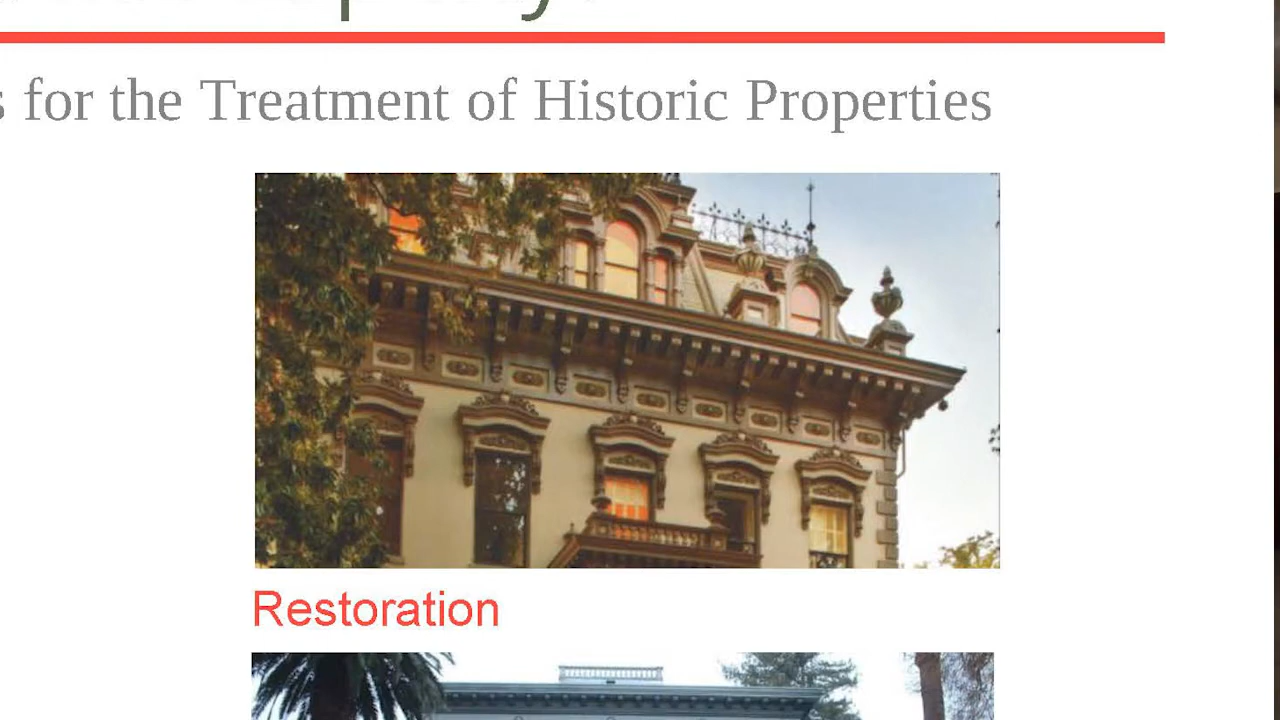 s for the Treatment of Historic Properties
Restoration